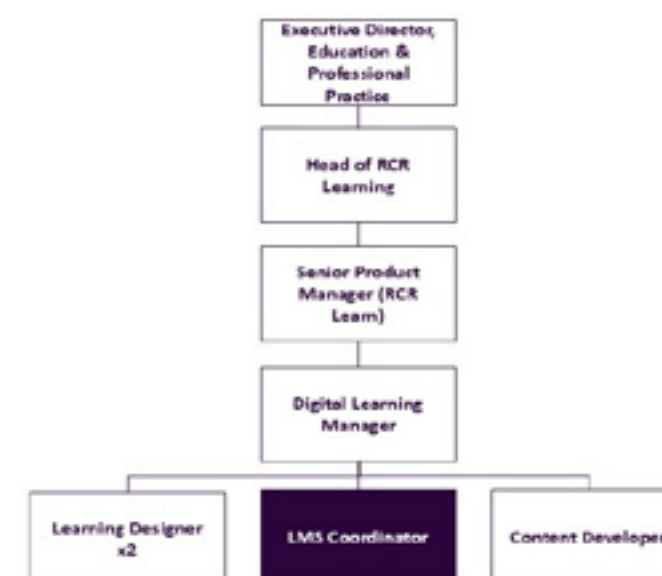 Executive Director,
Education &
Professional
Practice
Head of RCR
Learning
Senior Product
Manager (RCR
Learn)
Digital Learning
Manager
Learning Designer
x2
LMS Coordinator
Content Developer